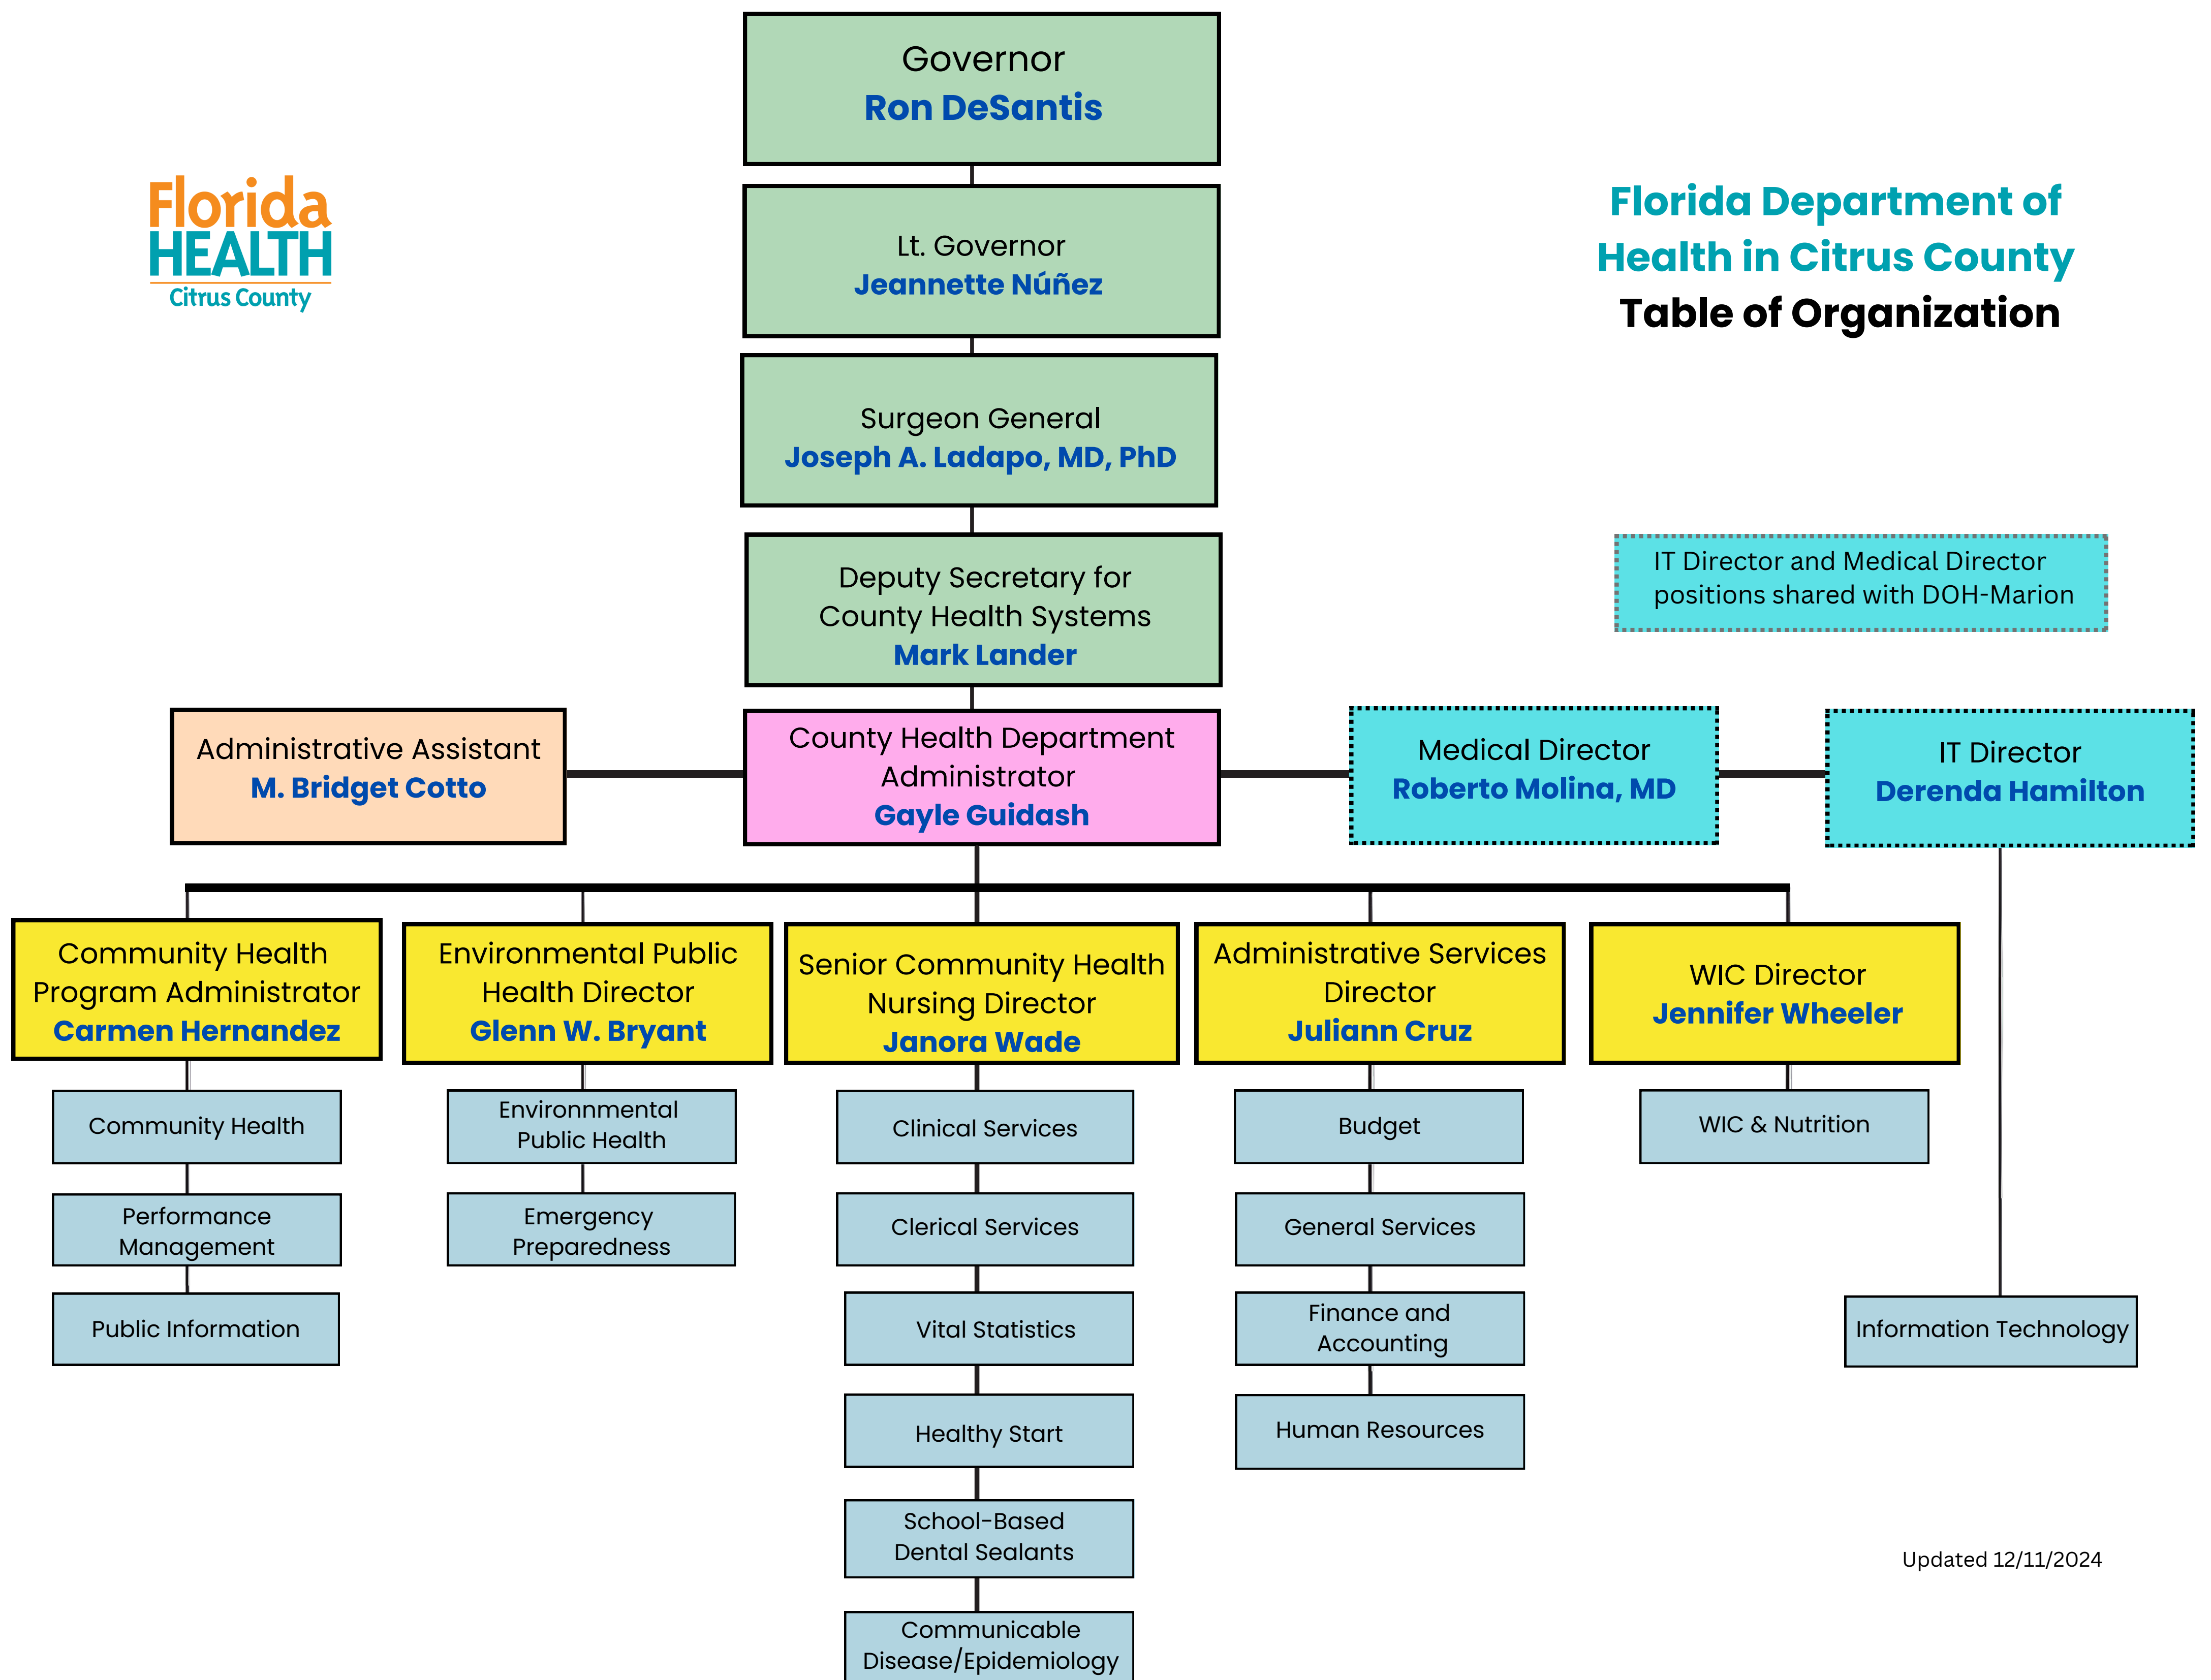 Governor
Ron DeSantis
Florida
HEALTH
Citrus County
Florida Department of
Health in Citrus County
Table of Organization
Lt. Governor
Jeannette Núñez
Surgeon General
Joseph A. Ladapo, MD, PhD
Deputy Secretary for
County Health Systems
Mark Lander
IT Director and Medical Director
positions shared with DOH-Marion
Administrative Assistant
M. Bridget Cotto
County Health Department
Administrator
Gayle Guidash
Medical Director
Roberto Molina, MD
IT Director
Derenda Hamilton
Community Health
Program Administrator
Carmen Hernandez
Environmental Public
Health Director
Glenn W. Bryant
Senior Community Health
Nursing Director
Janora Wade
Administrative Services
Director
Juliann Cruz
WIC Director
Jennifer Wheeler
Community Health
Environnmental
Public Health
Clinical Services
Budget
WIC & Nutrition
Performance
Management
Emergency
Preparedness
Clerical Services
General Services
Public Information
Vital Statistics
Finance and
Accounting
Information Technology
Healthy Start
Human Resources
School-Based
Dental Sealants
Updated 12/11/2024
Communicable
Disease/Epidemiology